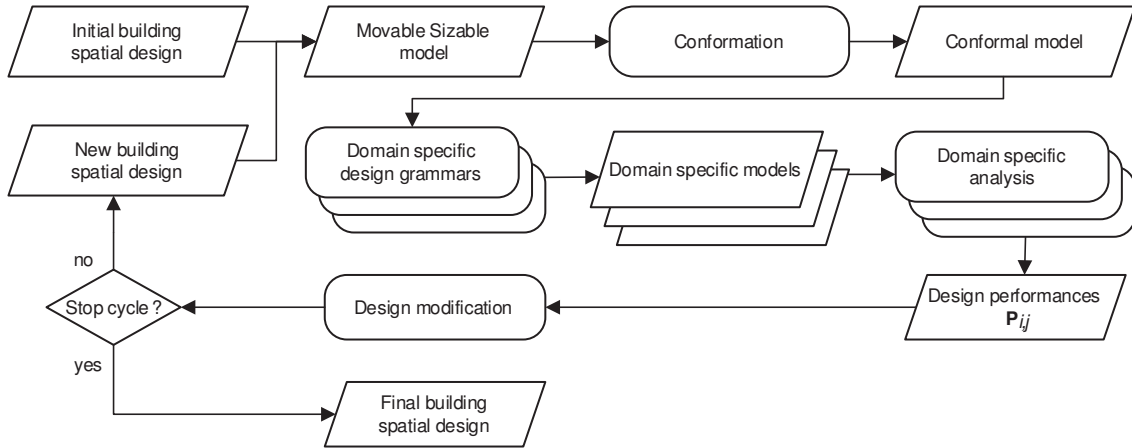 Initial building
spatial design
Movable Sizable
model
Conformation
Conformal model
New building
spatial design
Domain specific
design grammars
Domain specific models
Domain specific
analysis
no
Stop cycle ?
Design modification
Design performances
Pi,j
yes
Final building
spatial design